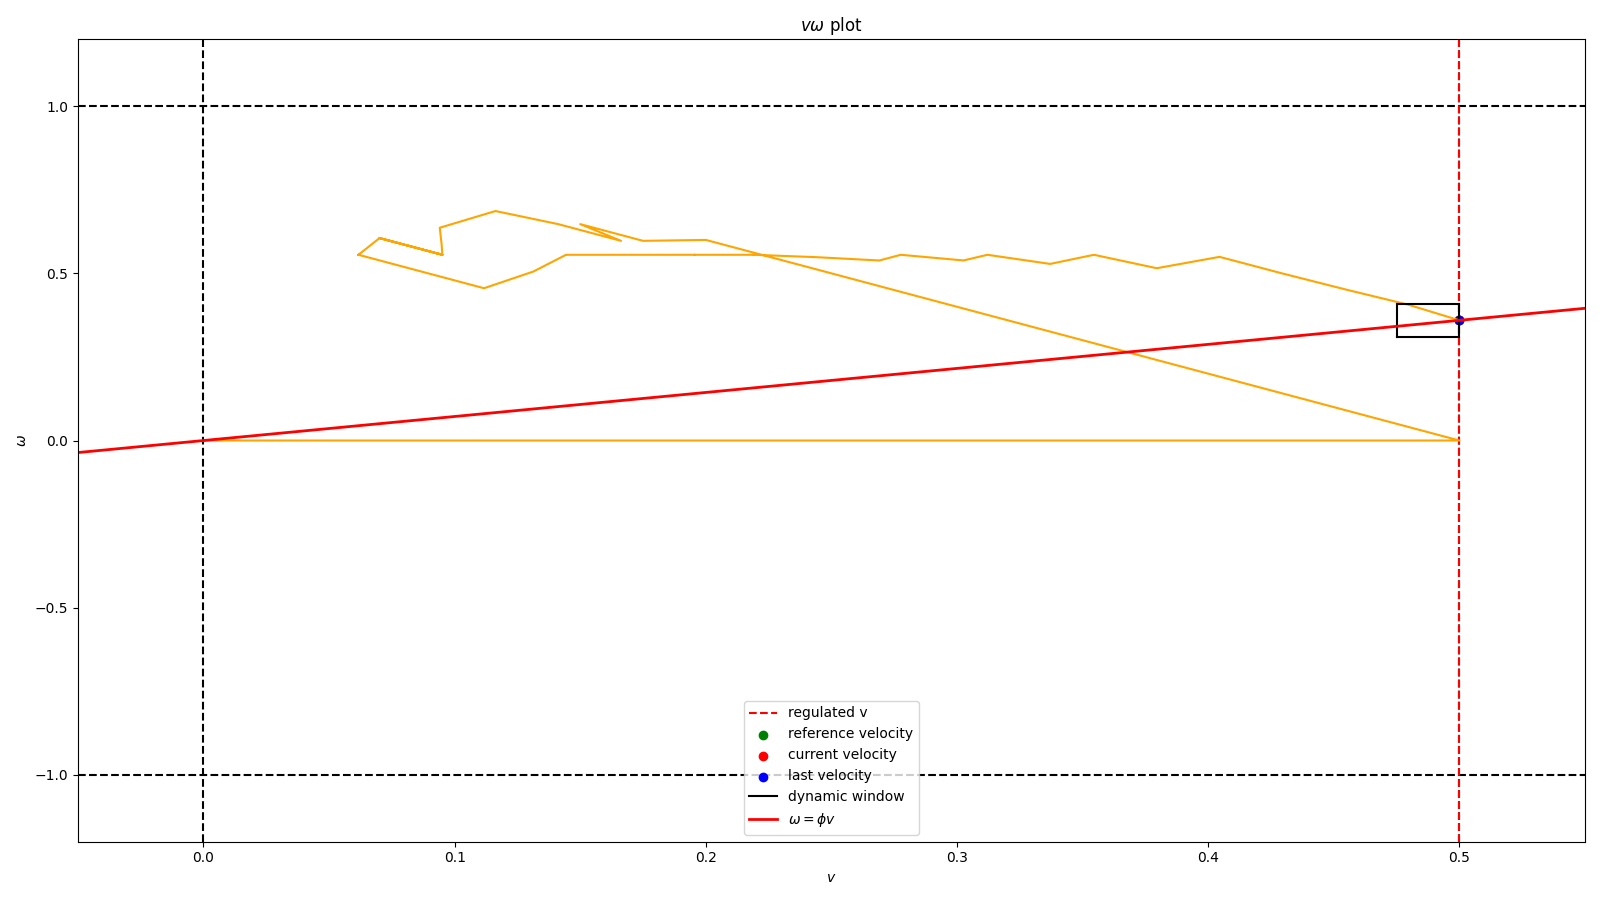 vω plot
1.0
0.5
0.0
−0.5
−1.0
ω
0.0 0.1 0.2 0.3 0.4 0.5
v
regulated v
reference velocity
current velocity
last velocity
dynamic window
ω = ϕv